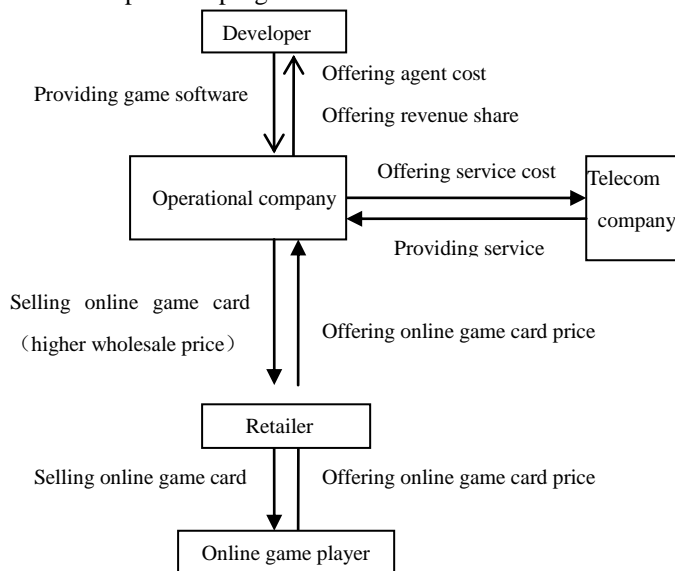 Developer
Offering agent cost
Providing game software
Offering revenue share
Offering service cost
Telecom
Operational company
company
Providing service
Selling online game card
（higher wholesale price）
Offering online game card price
Retailer
Selling online game card
Offering online game card price
Online game player